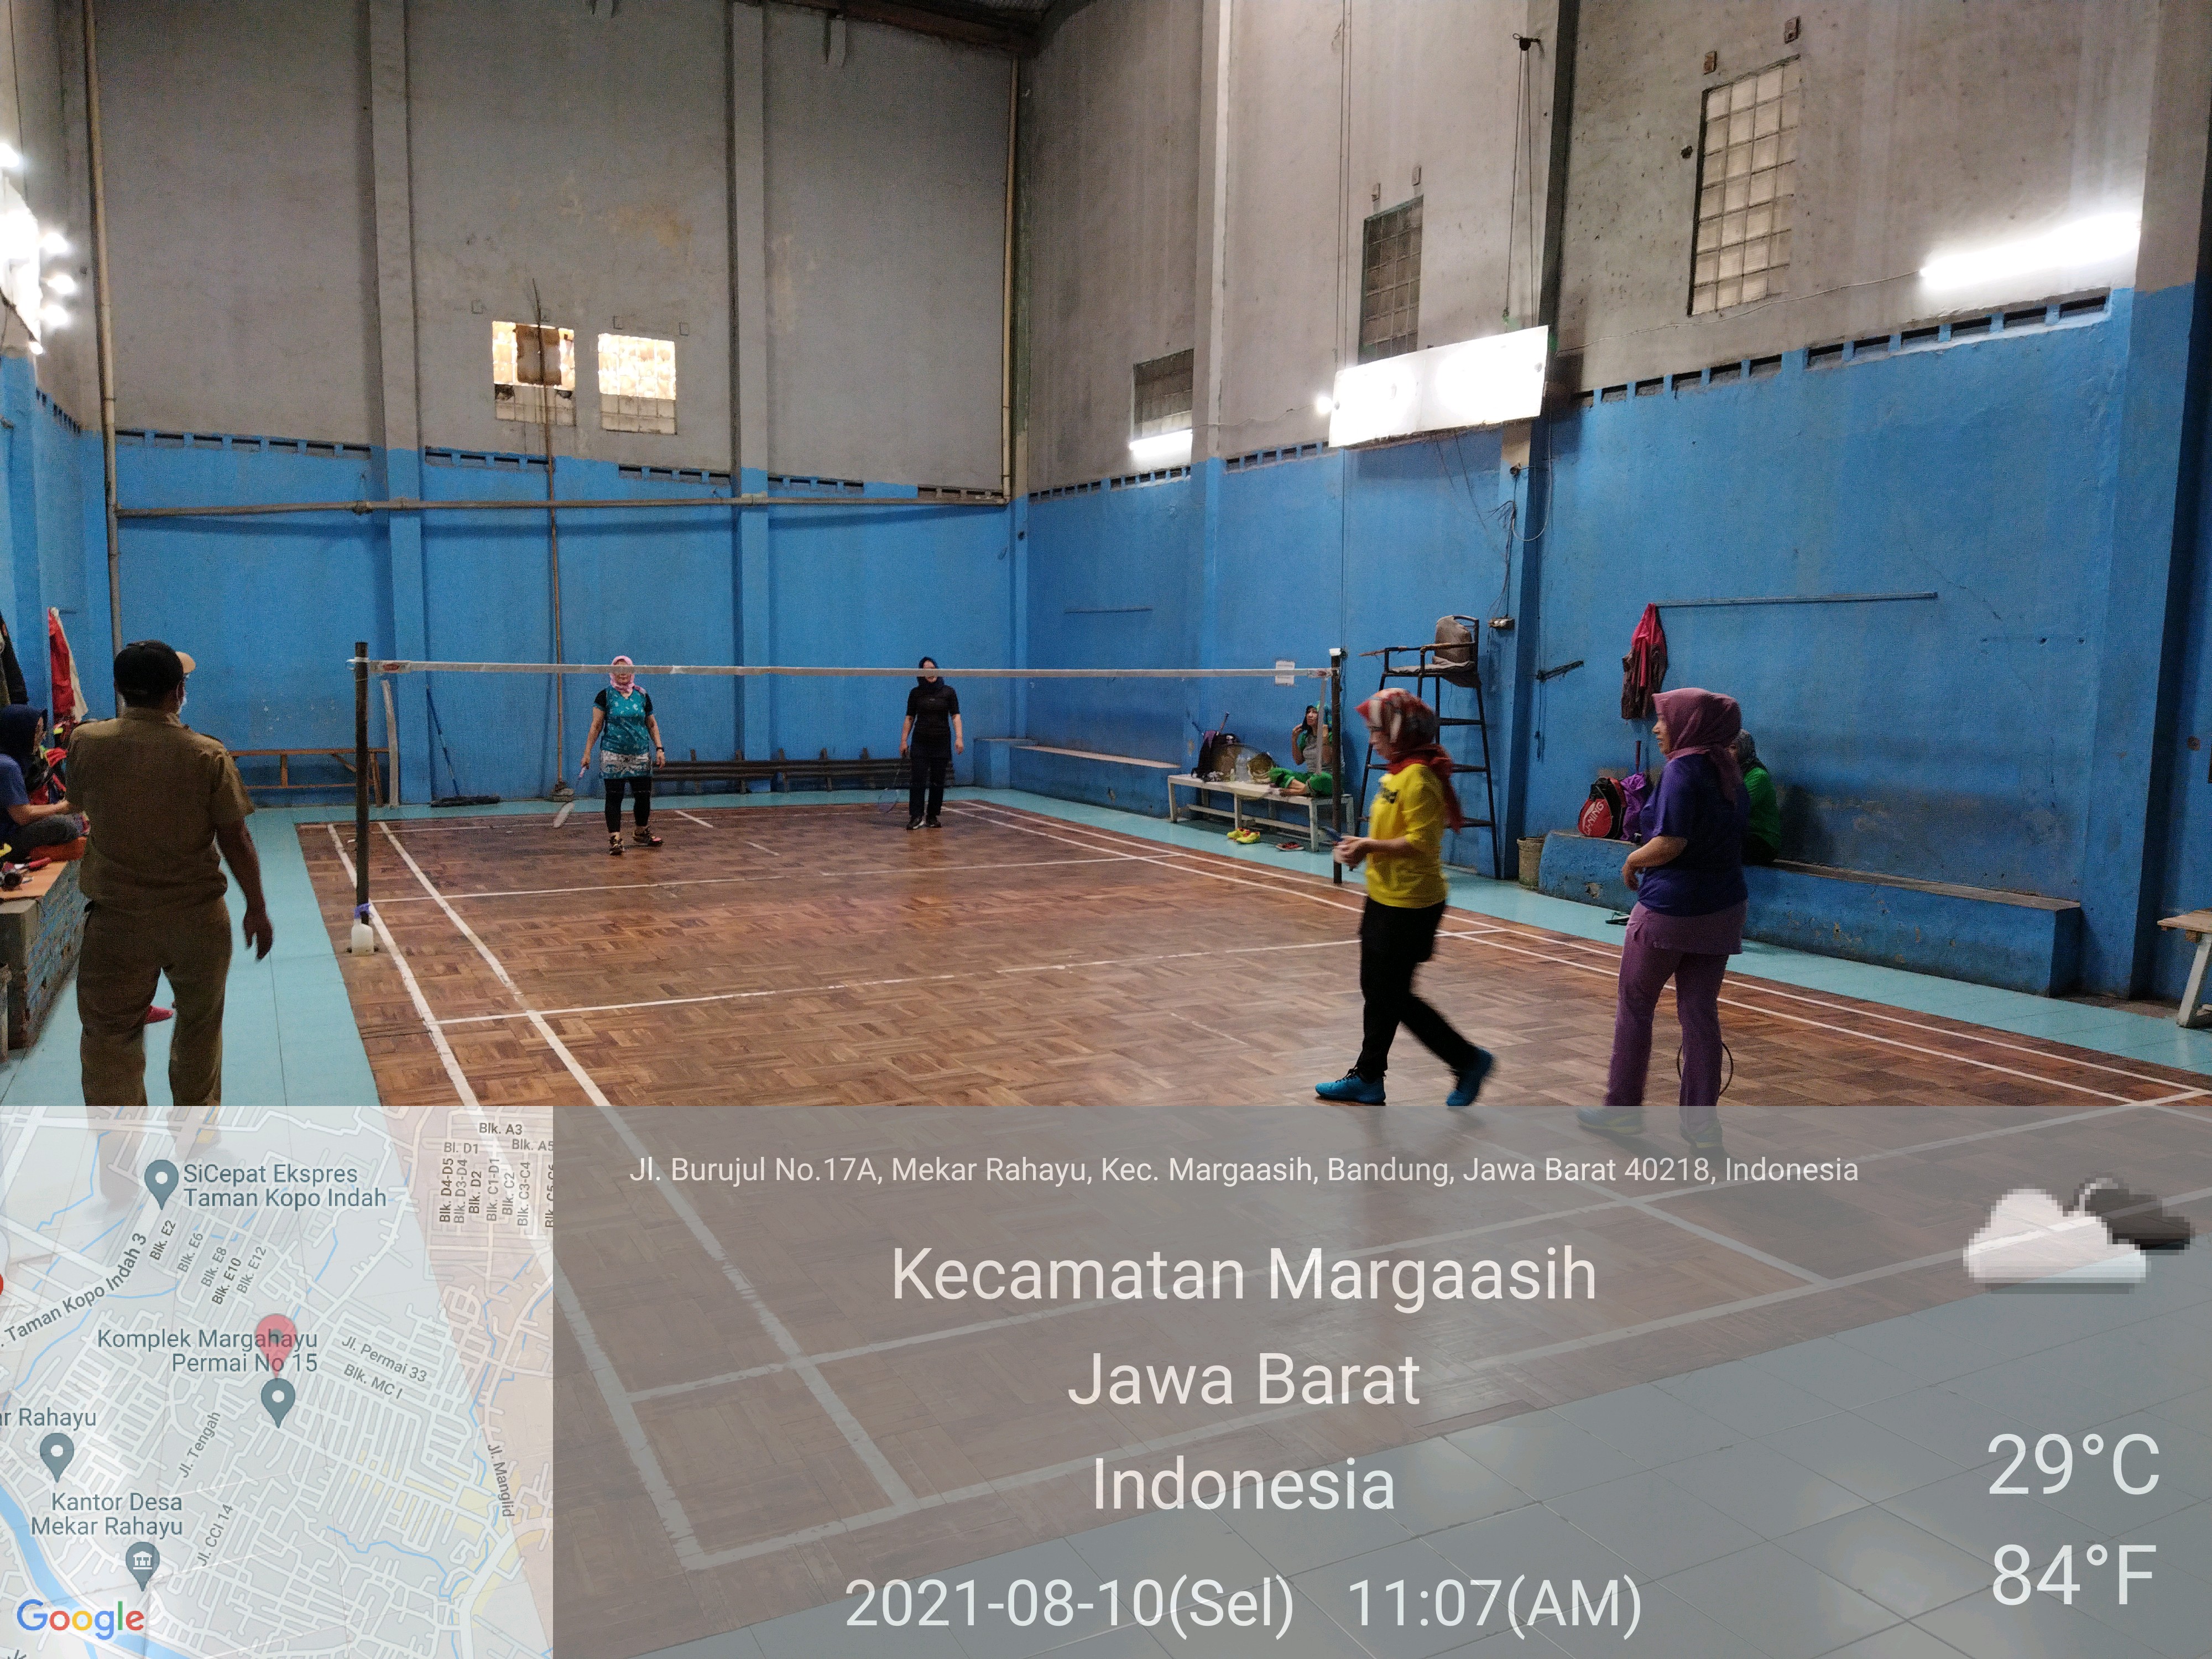 Blk. A3
Bl. D1
Blk. A5
Blk. D4-D5
Blk. D3-D4
Blk. D2
Blk. C1-D1
Blk. C2
Blk. C3-C4
SiCepat Ekspres
Taman Kopo Indah
Blk. E2
Blk. E6
Blk. E8
Blk. E10
Blk. E12
Taman Kopo Indah 3
Komplek Margahayu
Permai No 15
Jl. Permai 33
Blk. MC I
Rahayu
Jl. Tengah
Jl. Manglid
Kantor Desa
Mekar Rahayu
Jl. CCI 14
Google
Jl. Burujul No.17A, Mekar Rahayu, Kec. Margaasih, Bandung, Jawa Barat 40218, Indonesia
Kecamatan Margaasih
Jawa Barat
Indonesia
2021-08-10(Sel) 11:07(AM)
29°C
84°F